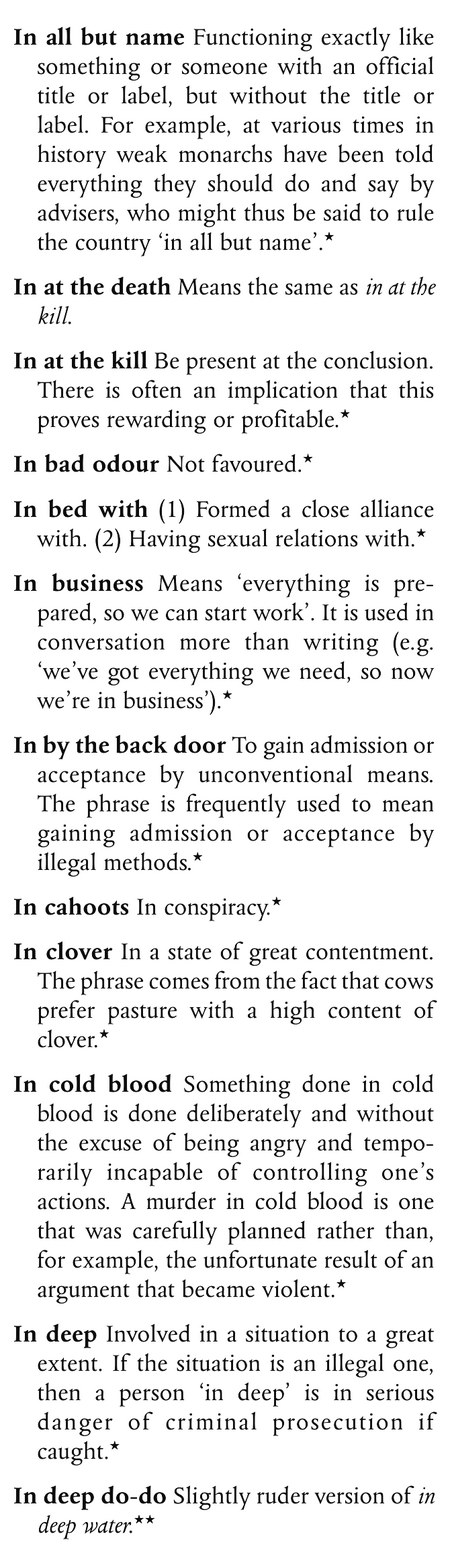 In all but name Functioning exactly like
something or someone with an official
title or label, but without the title or
label. For example, at various times in
history weak monarchs have been told
everything they should do and say by
advisers, who might thus be said to rule
the country ‘in all but name’.★
In at the death Means the same as in at the
kill.
In at the kill Be present at the conclusion.
There is often an implication that this
proves rewarding or profitable.★
In bad odour Not favoured.★
In bed with (1) Formed a close alliance
with. (2) Having sexual relations with.★
In business Means ‘everything is pre-
pared, so we can start work’. It is used in
conversation more than writing (e.g.
‘we’ve got everything we need, so now
we’re in business’).★
In by the back door To gain admission or
acceptance by unconventional means.
The phrase is frequently used to mean
gaining admission or acceptance by
illegal methods.★
In cahoots In conspiracy.★
In clover In a state of great contentment.
The phrase comes from the fact that cows
prefer pasture with a high content of
clover.★
In cold blood Something done in cold
blood is done deliberately and without
the excuse of being angry and tempo-
rarily incapable of controlling one’s
actions. A murder in cold blood is one
that was carefully planned rather than,
for example, the unfortunate result of an
argument that became violent.★
In deep Involved in a situation to a great
extent. If the situation is an illegal one,
then a person ‘in deep’ is in serious
danger of criminal prosecution if
caught.★
In deep do-do Slightly ruder version of in
deep water.★★